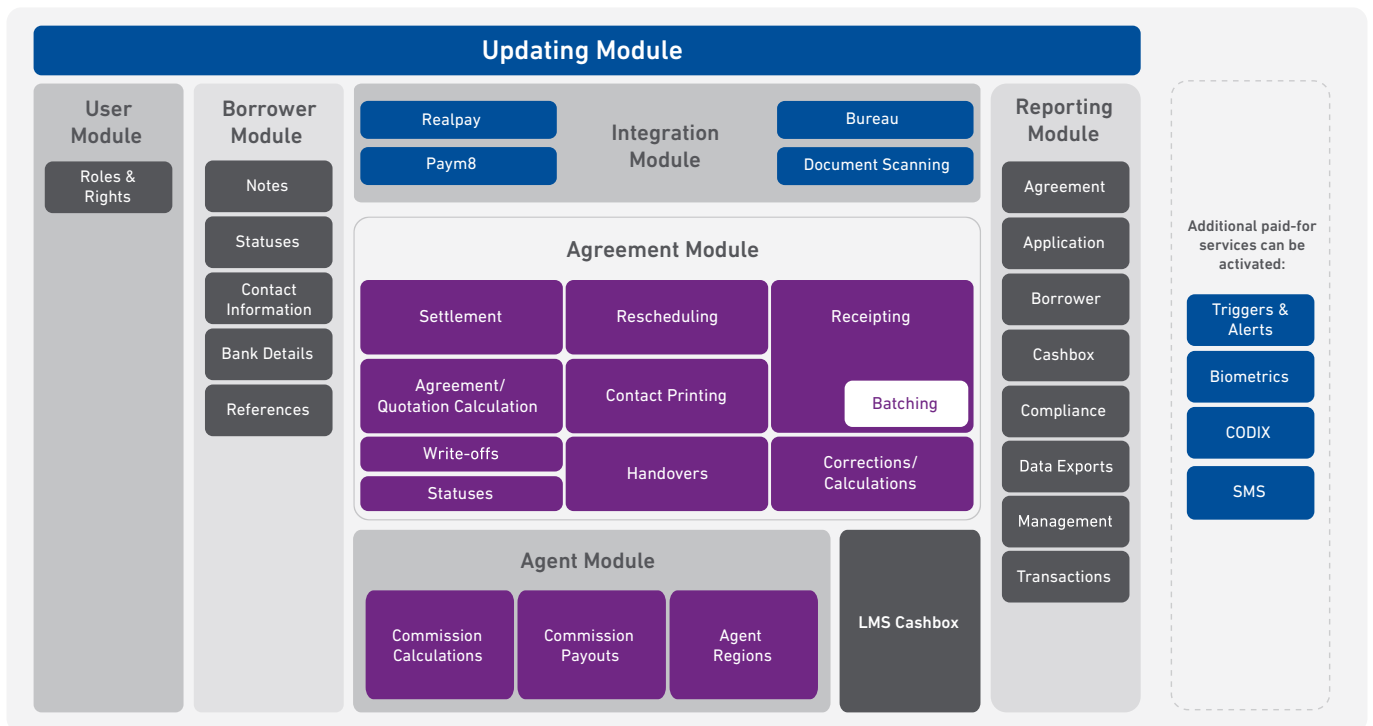 Updating Module
User
Module
Roles &
Rights
Borrower
Module
Notes
Statuses
Contact
Information
Bank Details
References
Realpay
Paym8
Integration
Module
Bureau
Document Scanning
Agreement Module
Settlement
Rescheduling
Receipting
Agreement/
Quotation Calculation
Contact Printing
Batching
Write-offs
Statuses
Handovers
Corrections/
Calculations
Agent Module
Commission
Calculations
Commission
Payouts
Agent
Regions
LMS Cashbox
Reporting
Module
Agreement
Application
Borrower
Cashbox
Compliance
Data Exports
Management
Transactions
Additional paid-for
services can be
activated:
Triggers &
Alerts
Biometrics
CODIX
SMS